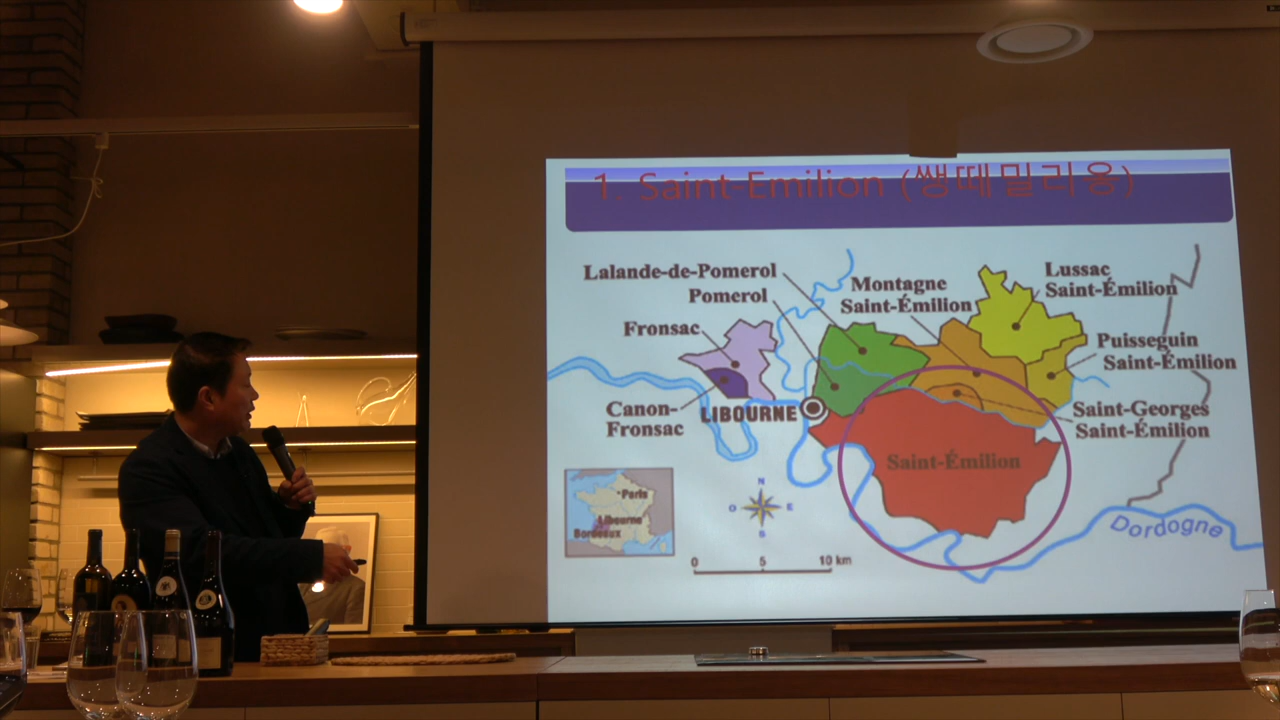 1. Saint-Emilion (쌩떼밀리옹)
Lalande-de-Pomerol
Pomerol
Montagne
Saint-Émilion
Lussac
Saint-Émilion
Fronsac
Puisseguin
Saint-Émilion
Canon-
Fronsac
LIBOURNE
Saint-Georges
Saint-Émilion
Saint-Émilion
Paris
Libourne
Bordeaux
N
O
E
S
0 5 10 km
Dordogne